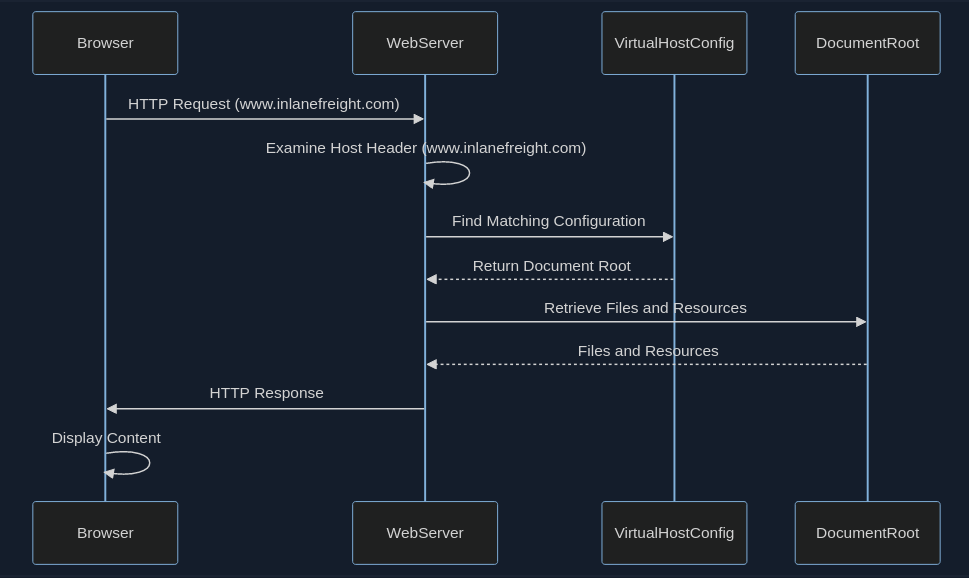 Browser
WebServer
VirtualHostConfig
DocumentRoot
HTTP Request (www.inlanefreight.com)
Examine Host Header (www.inlanefreight.com)
Find Matching Configuration
Return Document Root
Retrieve Files and Resources
Files and Resources
HTTP Response
Display Content
Browser
WebServer
VirtualHostConfig
DocumentRoot